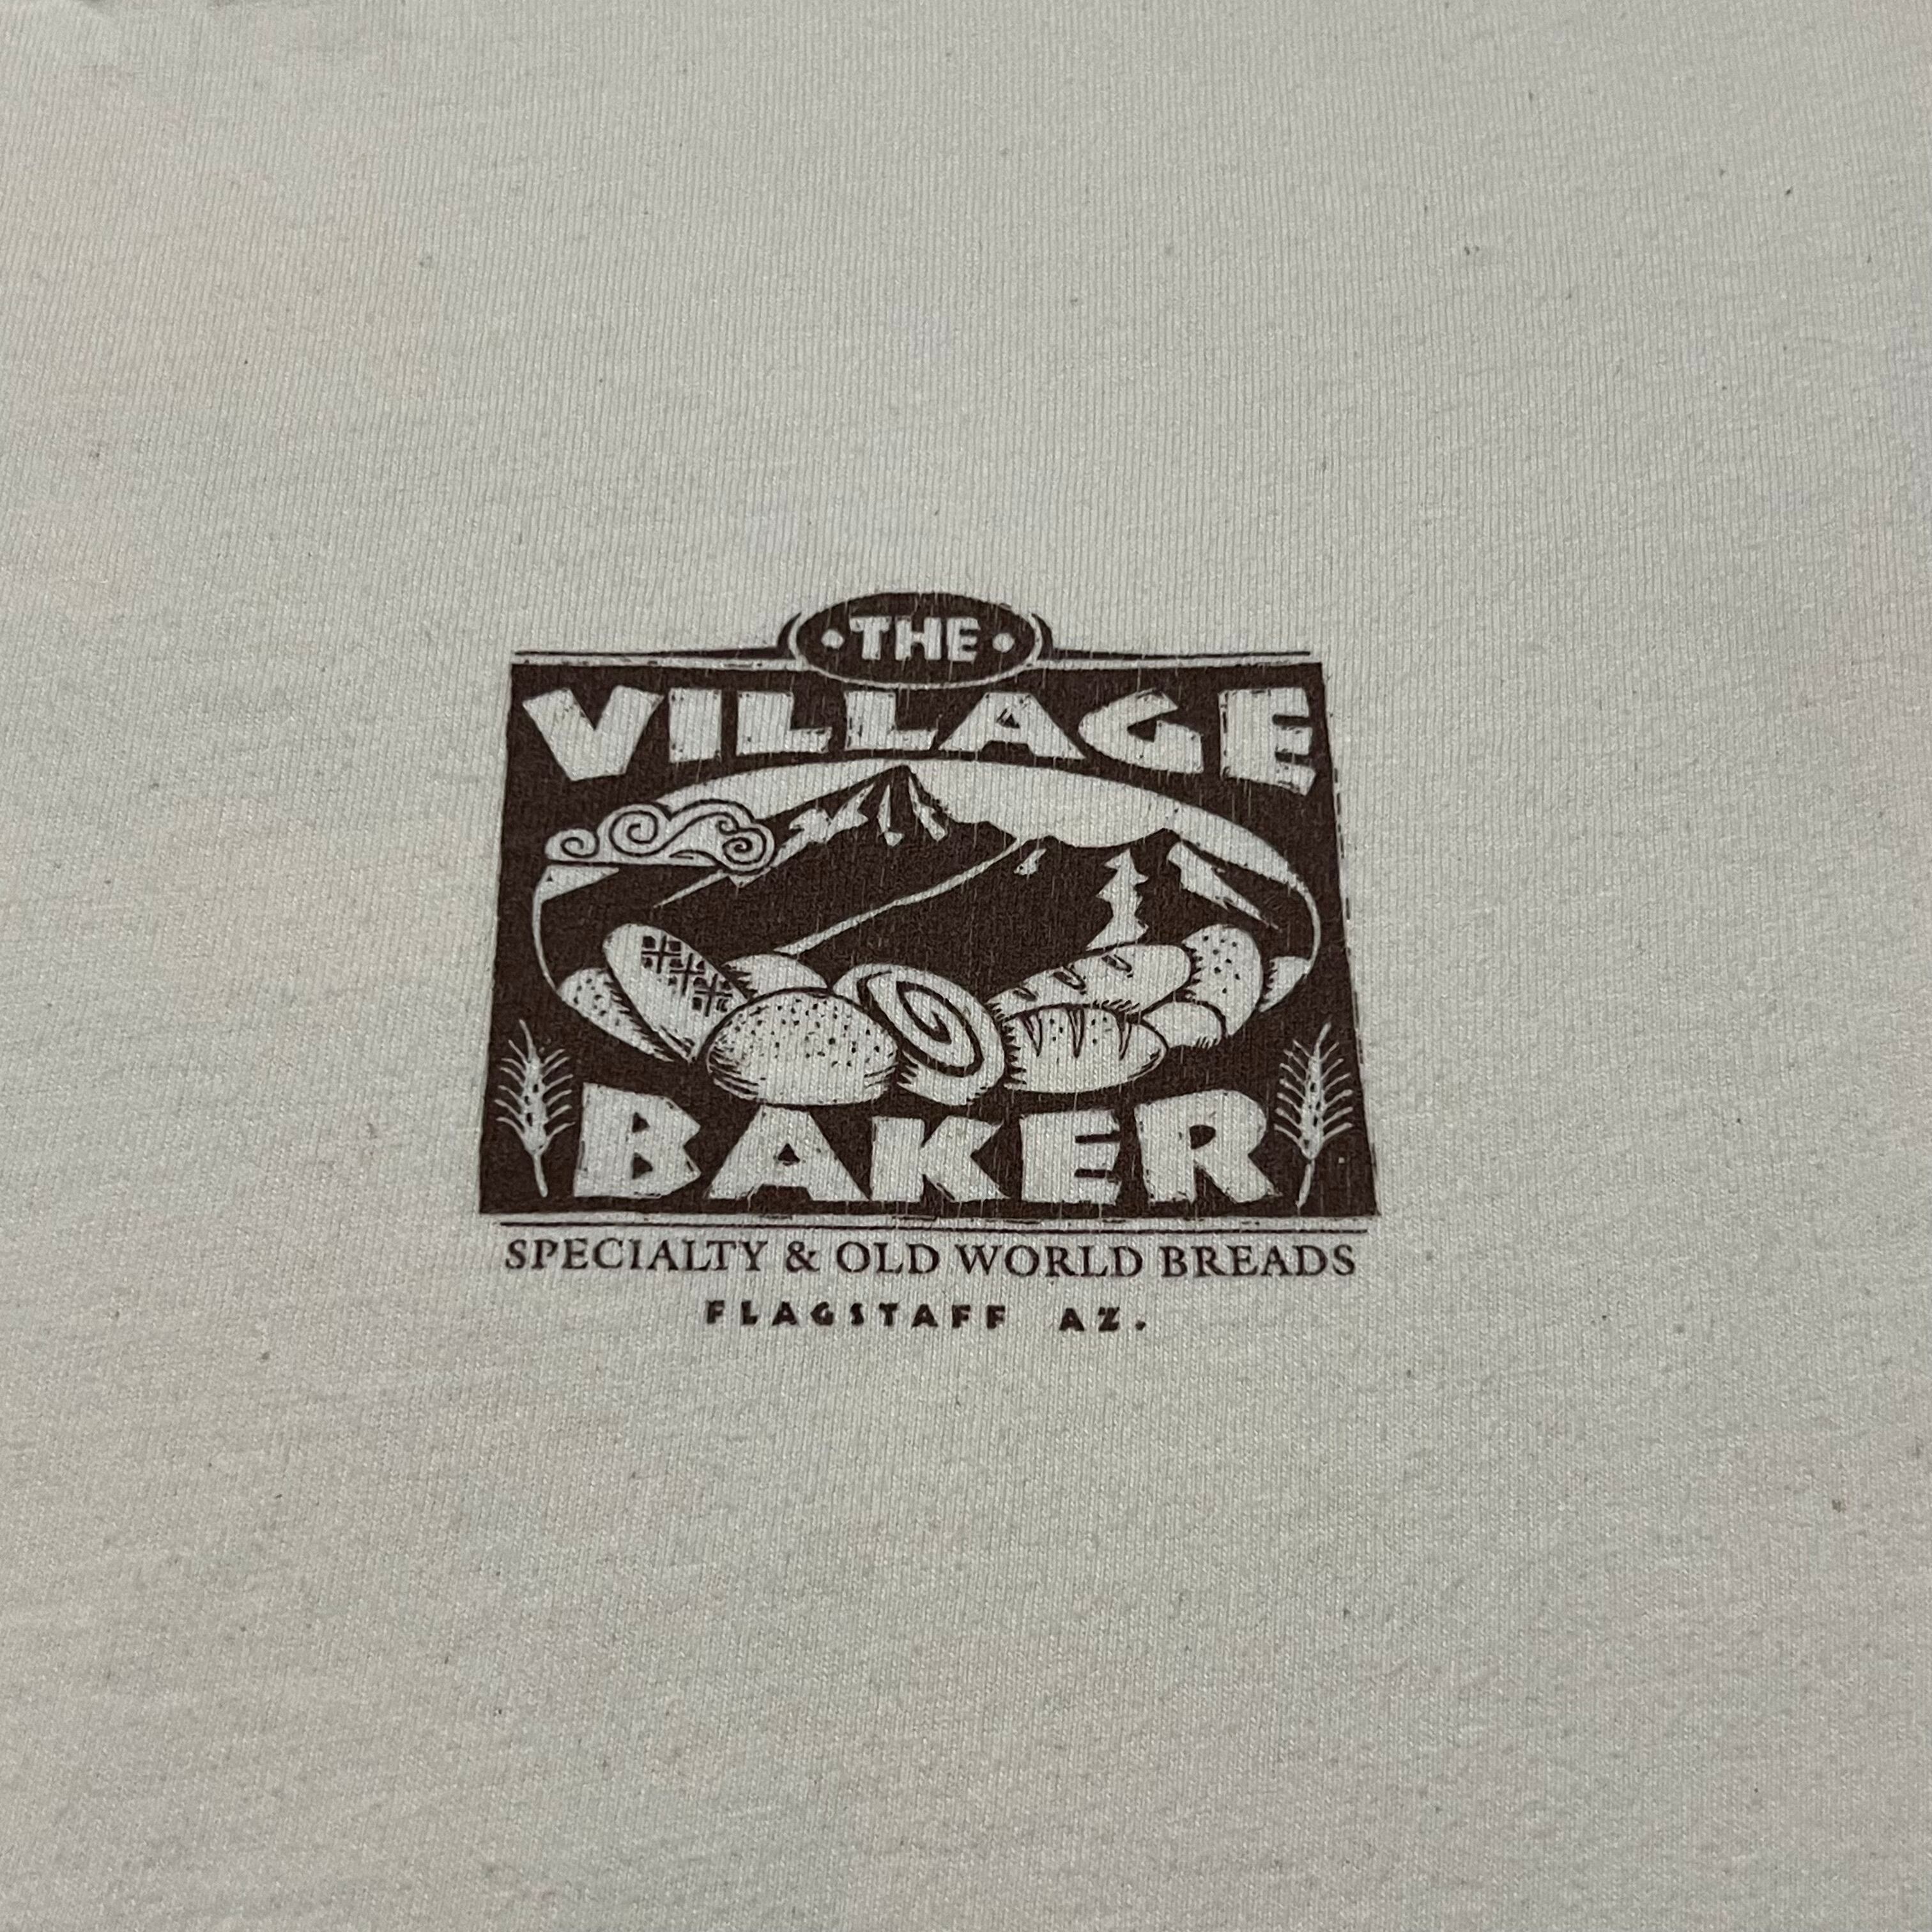 • THE •
VILLAGE
BAKER
SPECIALTY & OLD WORLD BREADS
FLAGSTAFF AZ.